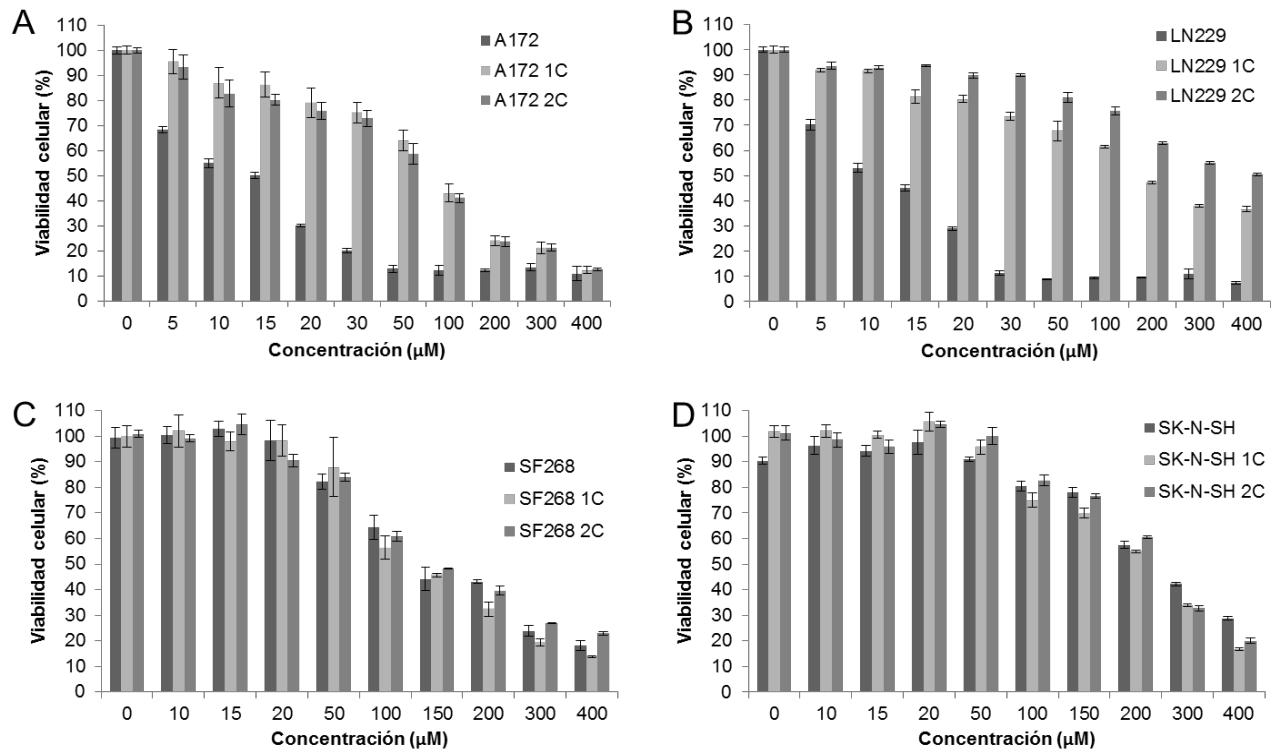 A
110
100
90
80
70
60
50
40
30
20
10
0
Viabilidad celular (%)
A172
A172 1C
A172 2C
0 5 10 15 20 30 50 100 200 300 400
Concentración (µM)
B
110
100
90
80
70
60
50
40
30
20
10
0
Viabilidad celular (%)
LN229
LN229 1C
LN229 2C
0 5 10 15 20 30 50 100 200 300 400
Concentración (µM)
C
110
100
90
80
70
60
50
40
30
20
10
0
Viabilidad celular (%)
SF268
SF268 1C
SF268 2C
0 10 15 20 50 100 150 200 300 400
Concentración (µM)
D
110
100
90
80
70
60
50
40
30
20
10
0
Viabilidad celular (%)
SK-N-SH
SK-N-SH 1C
SK-N-SH 2C
0 10 15 20 50 100 150 200 300 400
Concentración (µM)